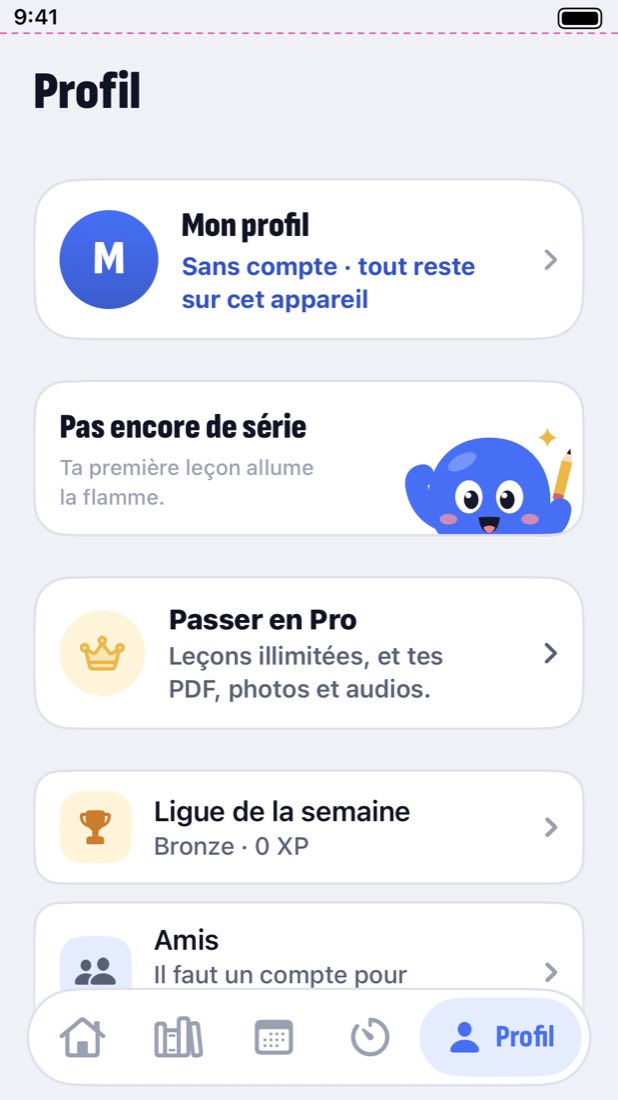 9:41
Profil
M
Mon profil
Sans compte · tout reste
sur cet appareil
Pas encore de série
Ta première leçon allume
la flamme.
Passer en Pro
Leçons illimitées, et tes
PDF, photos et audios.
Ligue de la semaine
Bronze · 0 XP
Amis
Il faut un compte pour
Profil